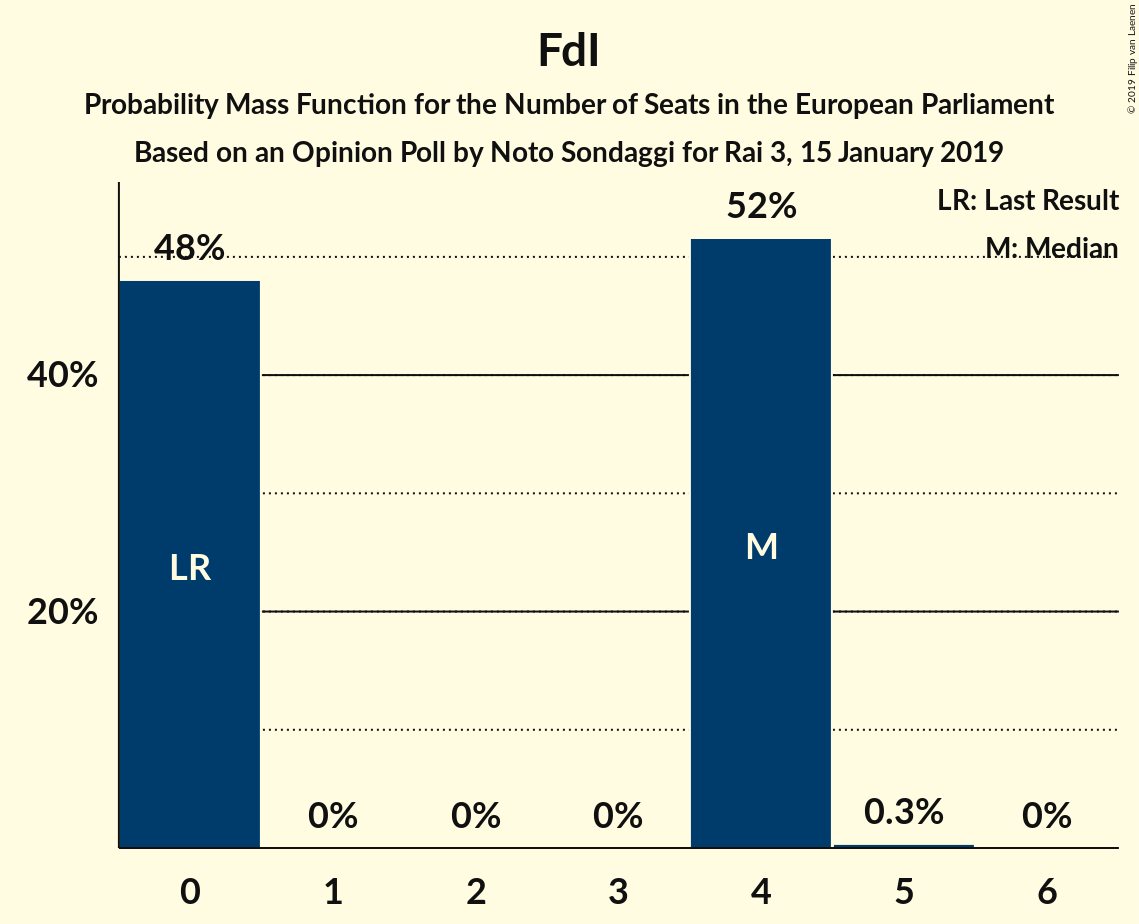 FdI
Probability Mass Function for the Number of Seats in the European Parliament
Based on an Opinion Poll by Noto Sondaggi for Rai 3, 15 January 2019
© 2019 Filip van Laenen
LR: Last Result
M: Median
48%
52%
40%
20%
LR
M
0%
0%
0%
0.3%
0%
0
1
2
3
4
5
6